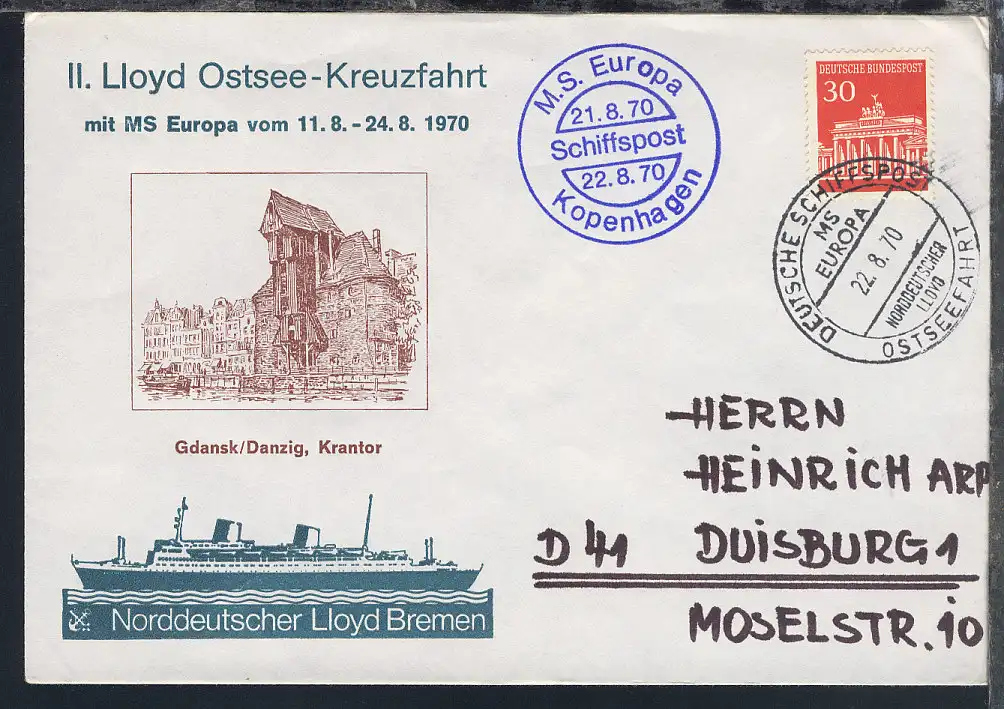 II. Lloyd Ostsee-Kreuzfahrt
mit MS Europa vom 11. 8. - 24. 8. 1970
M.S. Europa
21.8.70
Schiffspost
22.8.70
Kopenhagen
DEUTSCHE BUNDESPOST
30
DEUTSCHE SCHIFFSPOST
MS
EUROPA
22.8.70
NORDDEUTSCHER
LLOYD
OSTSEEFAHRT
Gdansk/Danzig, Krantor
Norddeutscher Lloyd Bremen
HERRN
HEINRICH ARP
D 41 DUISBURG 1
MOSELSTR. 10